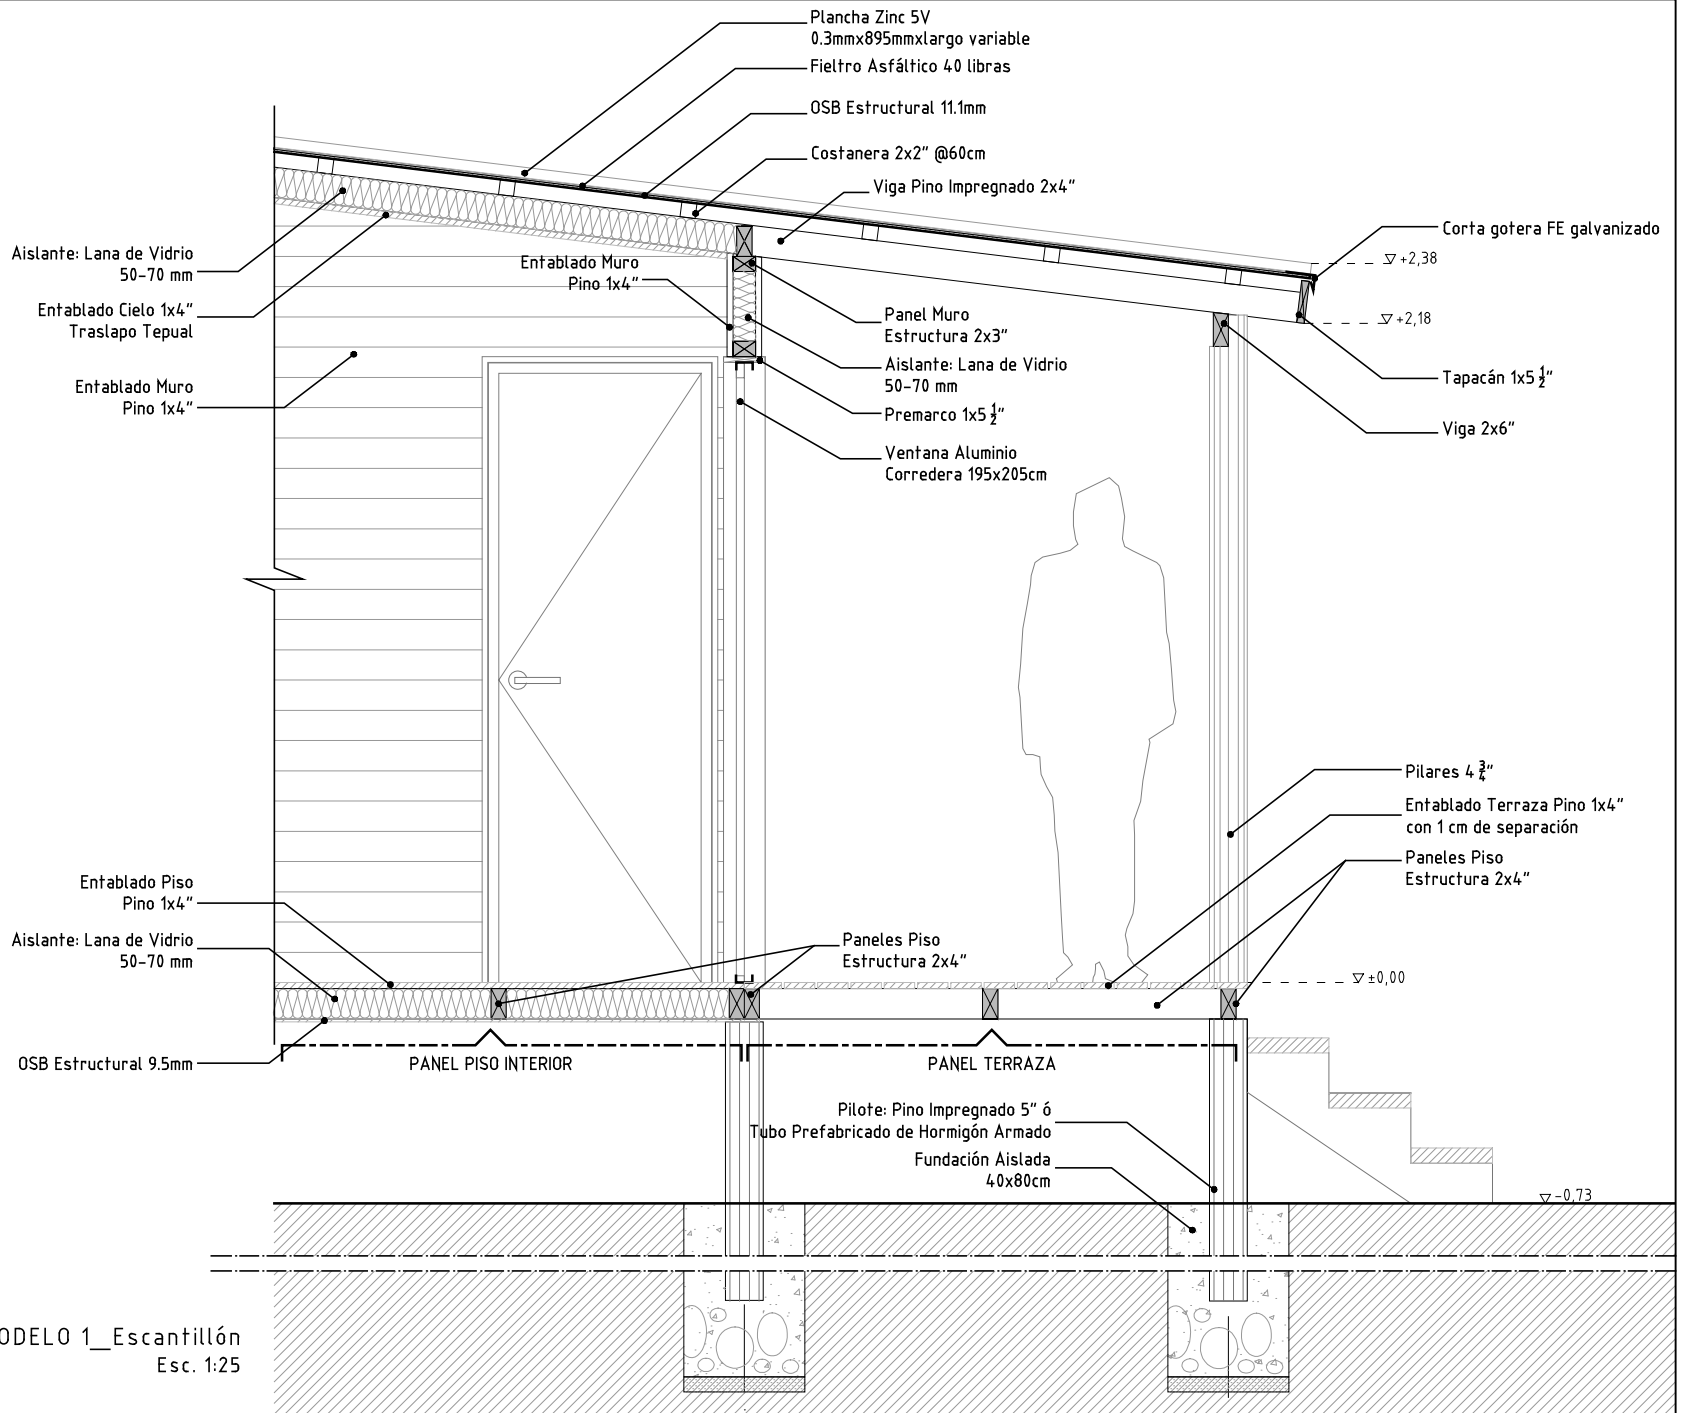 Plancha Zinc 5V
0.3mmx895mmxlargo variable
Fieltro Asfáltico 40 libras
OSB Estructural 11.1mm
Costanera 2x2" @60cm
Viga Pino Impregnado 2x4"
Corta gotera FE galvanizado
+2,38
Aislante: Lana de Vidrio
50-70 mm
Entablado Muro
Pino 1x4"
Entablado Cielo 1x4"
Traslapo Tepual
Panel Muro
Estructura 2x3"
+2,18
Aislante: Lana de Vidrio
50-70 mm
Tapacán 1x5 1/2"
Entablado Muro
Pino 1x4"
Premarco 1x5 1/2"
Viga 2x6"
Ventana Aluminio
Corredera 195x205cm
Pilares 4 3/4"
Entablado Terraza Pino 1x4"
con 1 cm de separación
Paneles Piso
Estructura 2x4"
Entablado Piso
Pino 1x4"
Aislante: Lana de Vidrio
50-70 mm
Paneles Piso
Estructura 2x4"
±0,00
OSB Estructural 9.5mm
PANEL PISO INTERIOR
PANEL TERRAZA
Pilote: Pino Impregnado 5" ó
Tubo Prefabricado de Hormigón Armado
Fundación Aislada
40x80cm
-0,73
ODELO 1_Escantillón
Esc. 1:25